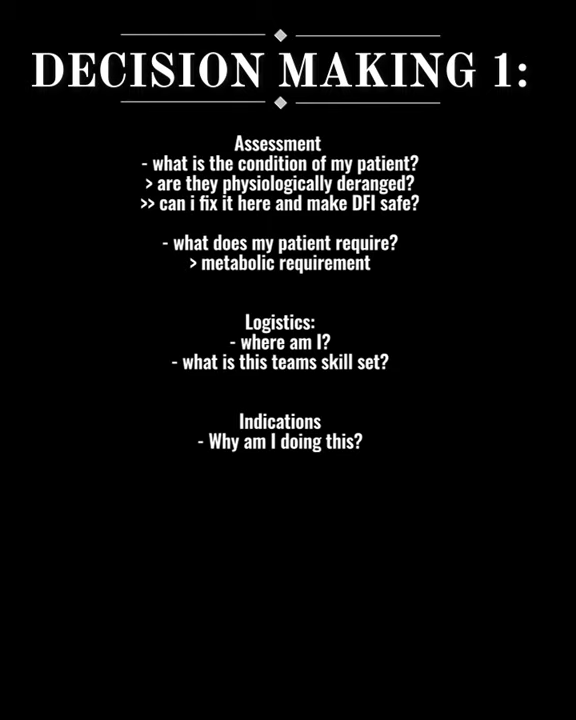 DECISION MAKING 1:
Assessment
- what is the condition of my patient?
> are they physiologically deranged?
>> can i fix it here and make DFI safe?
- what does my patient require?
> metabolic requirement
Logistics:
- where am I?
- what is this teams skill set?
Indications
- Why am I doing this?